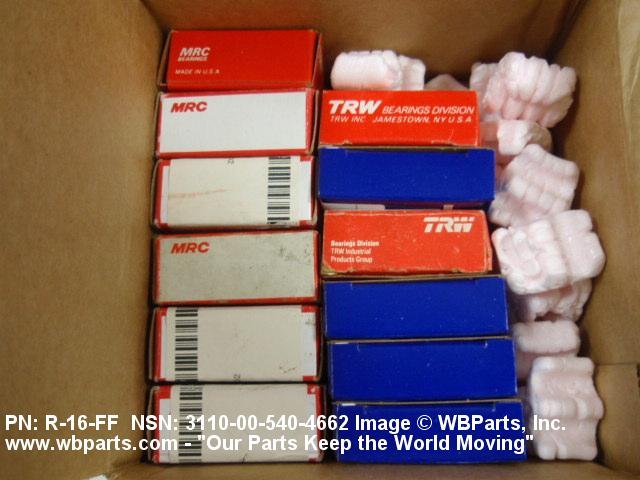 MRC
BEARINGS
MADE IN U.S.A
MRC
TRW BEARINGS DIVISION
TRW INC. JAMESTOWN, NY U.S.A.
MRC
TRW
Bearings Division
TRW Industrial
Products Group
PN: R-16-FF NSN: 3110-00-540-4662 Image © WBParts, Inc.
www.wbparts.com - "Our Parts Keep the World Moving"